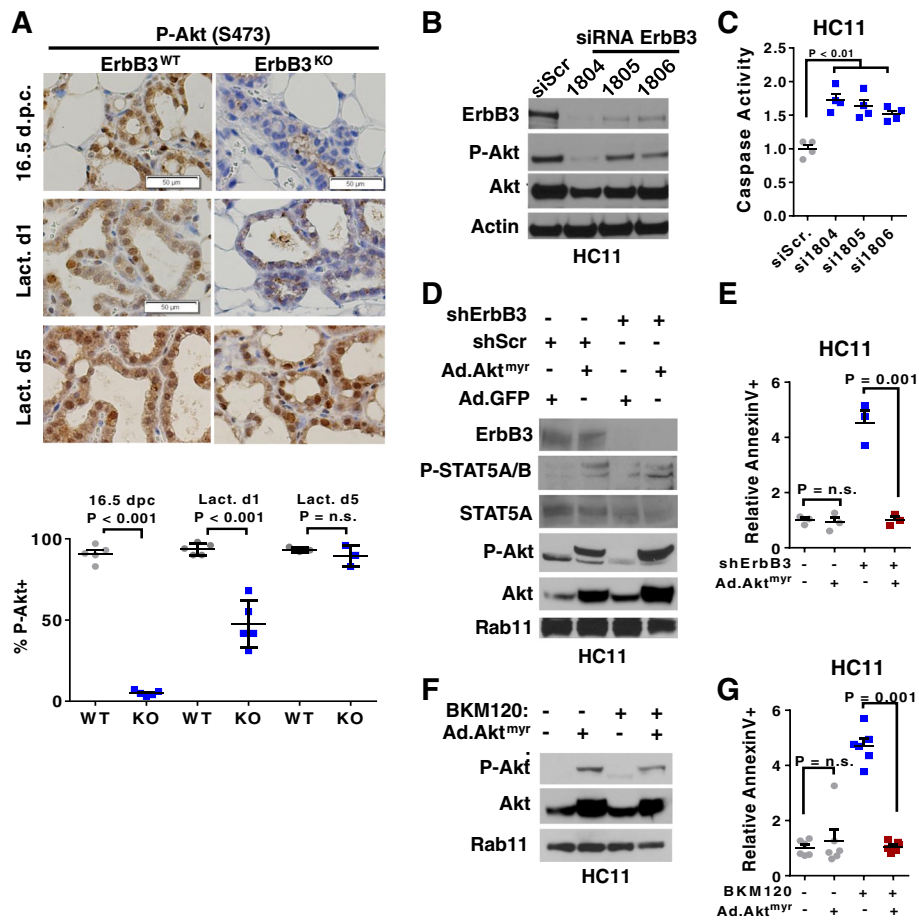 A
P-Akt (S473)
ErbB3WT ErbB3KO
16.5 d.p.c.
50 μm 50 μm
Lact. d1
50 μm
Lact. d5
16.5 dpc Lact. d1 Lact. d5
P < 0.001 P < 0.001 P = n.s.
% P-Akt+
100
50
0
WT KO WT KO WT KO
B
siRNA ErbB3
siScr 1804 1805 1806
ErbB3
P-Akt
Akt
Actin
HC11
C
HC11
P < 0.01
Caspase Activity
2.5
2.0
1.5
1.0
0.5
0.0
siScr. si1804 si1805 si1806
D
shErbB3 - - + +
shScr + + - -
Ad.Aktmyr - + - +
Ad.GFP + - + -
ErbB3
P-STAT5A/B
STAT5A
P-Akt
Akt
Rab11
HC11
E
HC11
P = 0.001
P = n.s.
Relative AnnexinV+
6
4
2
0
shErbB3 - - + +
Ad.Aktmyr - + - +
F
BKM120: - - + +
Ad.Aktmyr - + - +
:
P-Akt
Akt
Rab11
HC11
G
HC11
P = 0.001
P = n.s.
Relative AnnexinV+
6
4
2
0
BKM120 - - + +
Ad.Aktmyr - + - +